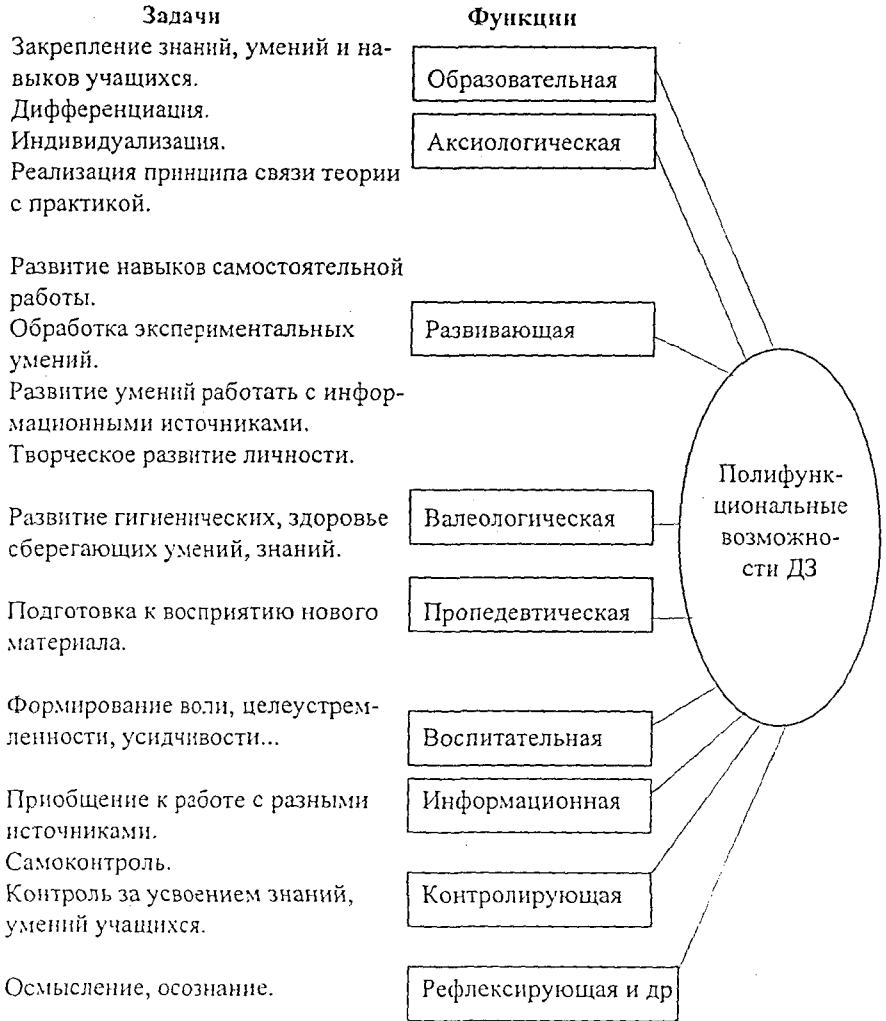 Задачи
Функции
Закрепление знаний, умений и на-
выков учащихся.
Дифференциация.
Индивидуализация.
Реализация принципа связи теории
с практикой.
Образовательная
Аксиологическая
Развитие навыков самостоятельной
работы.
Обработка экспериментальных
умений.
Развитие умений работать с инфор-
мационными источниками.
Творческое развитие личности.
Развивающая
Развитие гигиенических, здоровье
сберегающих умений, знаний.
Валеологическая
Подготовка к восприятию нового
материала.
Пропедевтическая
Формирование воли, целеустрем-
ленности, усидчивости...
Воспитательная
Приобщение к работе с разными
источниками.
Информационная
Самоконтроль.
Контроль за усвоением знаний,
умений учащихся.
Контролирующая
Осмысление, осознание.
Рефлексирующая и др
Полифунк-
циональные
возможно-
сти ДЗ